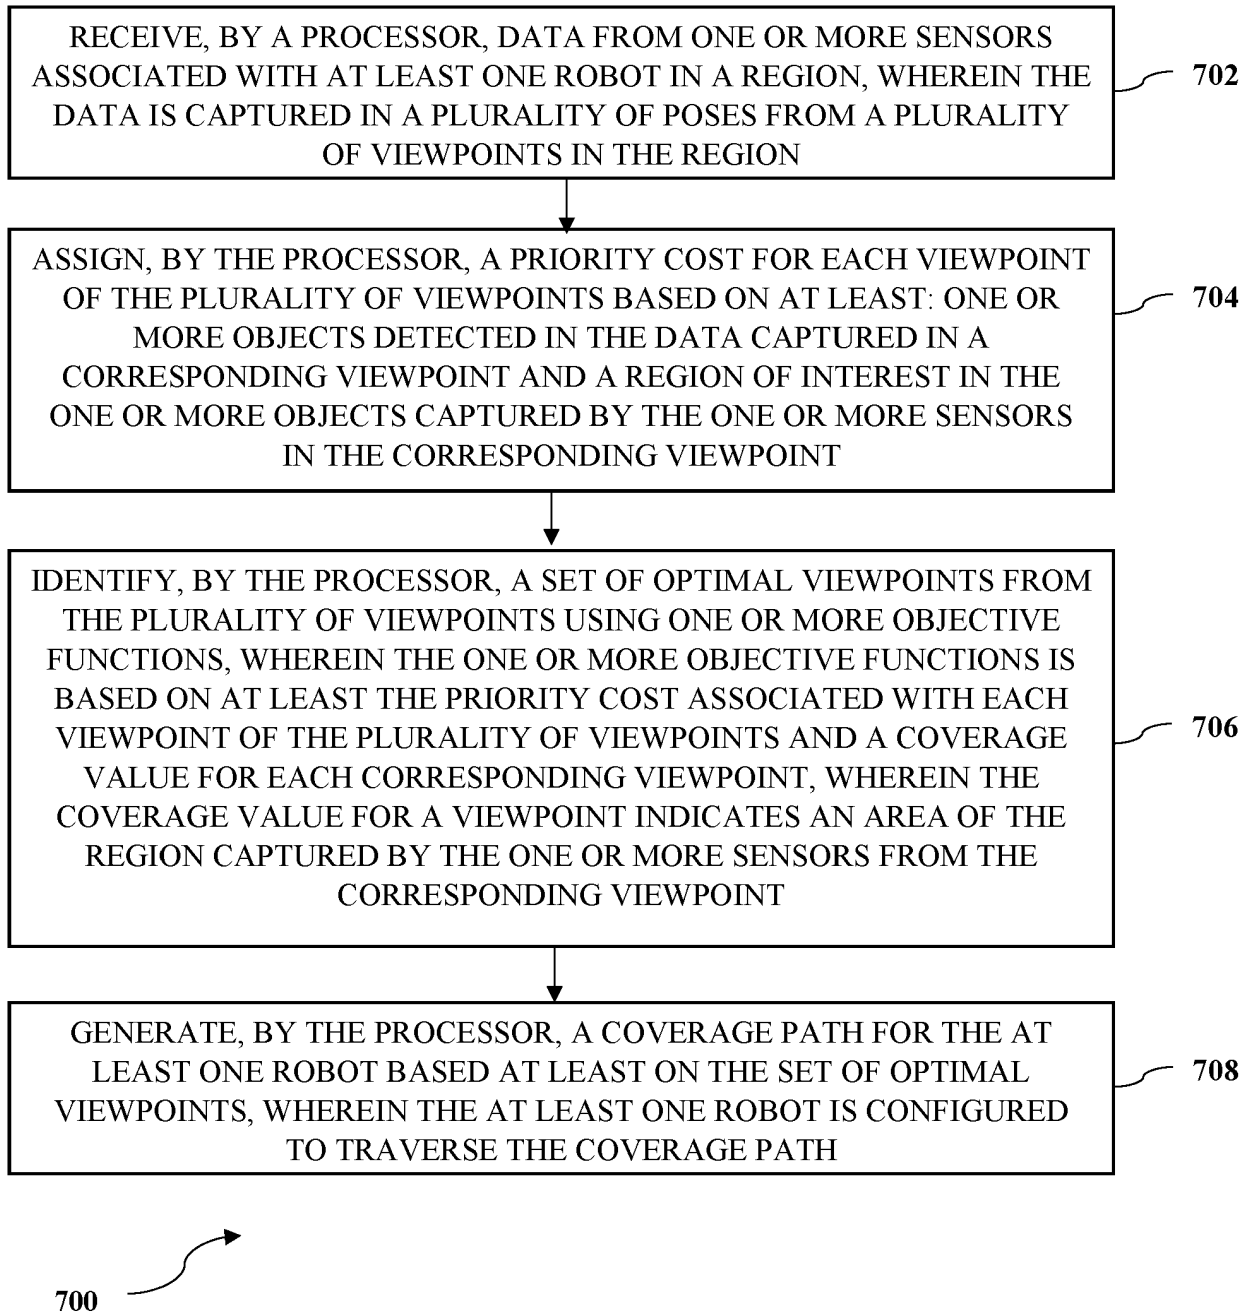 RECEIVE, BY A PROCESSOR, DATA FROM ONE OR MORE SENSORS
ASSOCIATED WITH AT LEAST ONE ROBOT IN A REGION, WHEREIN THE
DATA IS CAPTURED IN A PLURALITY OF POSES FROM A PLURALITY
OF VIEWPOINTS IN THE REGION
702
ASSIGN, BY THE PROCESSOR, A PRIORITY COST FOR EACH VIEWPOINT
OF THE PLURALITY OF VIEWPOINTS BASED ON AT LEAST: ONE OR
MORE OBJECTS DETECTED IN THE DATA CAPTURED IN A
CORRESPONDING VIEWPOINT AND A REGION OF INTEREST IN THE
ONE OR MORE OBJECTS CAPTURED BY THE ONE OR MORE SENSORS
IN THE CORRESPONDING VIEWPOINT
704
IDENTIFY, BY THE PROCESSOR, A SET OF OPTIMAL VIEWPOINTS FROM
THE PLURALITY OF VIEWPOINTS USING ONE OR MORE OBJECTIVE
FUNCTIONS, WHEREIN THE ONE OR MORE OBJECTIVE FUNCTIONS IS
BASED ON AT LEAST THE PRIORITY COST ASSOCIATED WITH EACH
VIEWPOINT OF THE PLURALITY OF VIEWPOINTS AND A COVERAGE
VALUE FOR EACH CORRESPONDING VIEWPOINT, WHEREIN THE
COVERAGE VALUE FOR A VIEWPOINT INDICATES AN AREA OF THE
REGION CAPTURED BY THE ONE OR MORE SENSORS FROM THE
CORRESPONDING VIEWPOINT
706
GENERATE, BY THE PROCESSOR, A COVERAGE PATH FOR THE AT
LEAST ONE ROBOT BASED AT LEAST ON THE SET OF OPTIMAL
VIEWPOINTS, WHEREIN THE AT LEAST ONE ROBOT IS CONFIGURED
TO TRAVERSE THE COVERAGE PATH
708
700